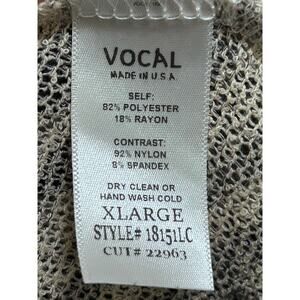 VOCAL
MADE IN U.S.A
SELF:
82% POLYESTER
18% RAYON
CONTRAST:
92% NYLON
8% SPANDEX
DRY CLEAN OR
HAND WASH COLD
XLARGE
STYLE# 18151LC
CUT# 22963